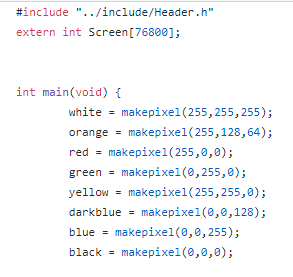 #include "../include/Header.h"
extern int Screen[76800];
int main(void) {
white = makepixel(255,255,255);
orange = makepixel(255,128,64);
red = makepixel(255,0,0);
green = makepixel(0,255,0);
yellow = makepixel(255,255,0);
darkblue = makepixel(0,0,128);
blue = makepixel(0,0,255);
black = makepixel(0,0,0);